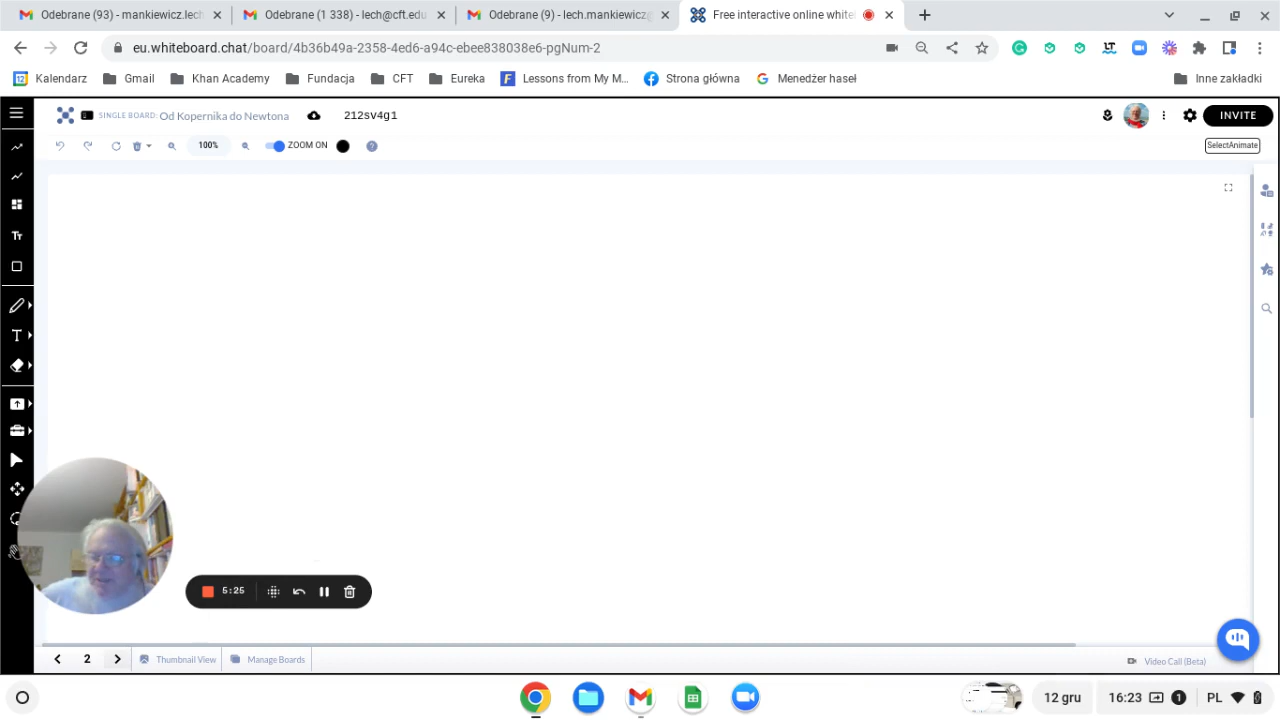 Odebrane (93) - mankiewicz.lech
Odebrane (1 338) - lech@cft.edu
Odebrane (9) - lech.mankiewicz@
Free interactive online white
eu.whiteboard.chat/board/4b36b49a-2358-4ed6-a94c-ebee838038e6-pgNum-2
Kalendarz
Gmail
Khan Academy
Fundacja
CFT
Eureka
Lessons from My M...
Strona główna
Menedżer haseł
Inne zakładki
SINGLE BOARD: Od Kopernika do Newtona
212sv4g1
INVITE
100%
ZOOM ON
SelectAnimate
5:25
2
Thumbnail View
Manage Boards
Video Call (Beta)
12 gru
16:23
1
PL